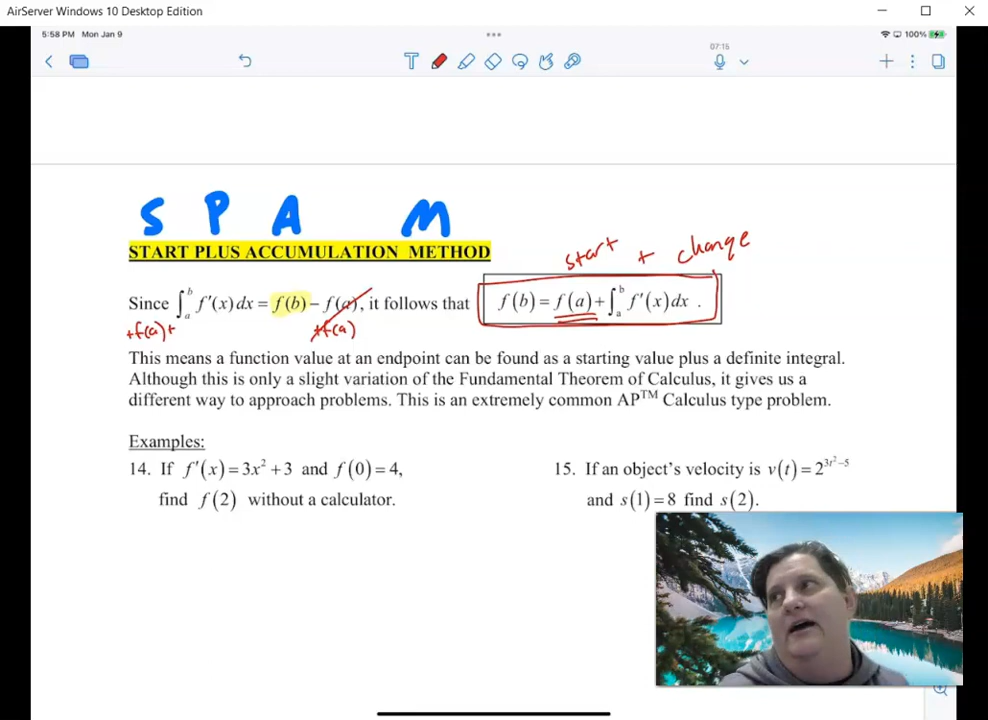 AirServer Windows 10 Desktop Edition
5:58 PM Mon Jan 9
100%
07:15
S P A M
START PLUS ACCUMULATION METHOD
start + change
Since ∫_a^b f′(x)dx = f(b) − f(a), it follows that f(b) = f(a) + ∫_a^b f′(x)dx .
+f(a)+ +f(a)
This means a function value at an endpoint can be found as a starting value plus a definite integral.
Although this is only a slight variation of the Fundamental Theorem of Calculus, it gives us a
different way to approach problems. This is an extremely common AP™ Calculus type problem.
Examples:
14. If f′(x) = 3x² + 3 and f(0) = 4,
find f(2) without a calculator.
15. If an object's velocity is v(t) = 2^(3t²−5)
and s(1) = 8 find s(2).